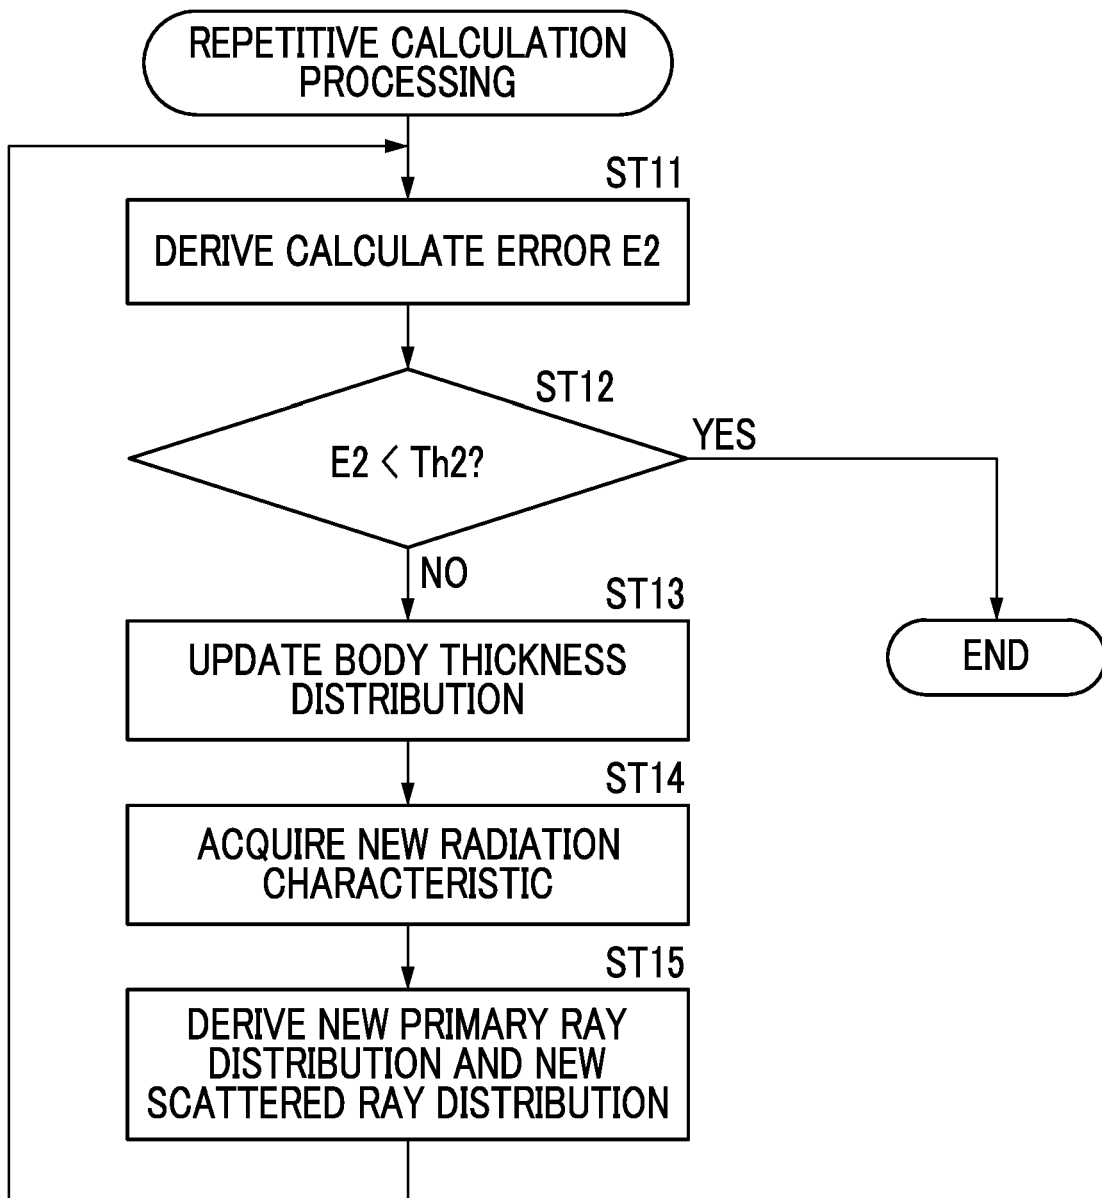 REPETITIVE CALCULATION
PROCESSING
ST11
DERIVE CALCULATE ERROR E2
ST12
E2 < Th2?
YES
NO
END
ST13
UPDATE BODY THICKNESS
DISTRIBUTION
ST14
ACQUIRE NEW RADIATION
CHARACTERISTIC
ST15
DERIVE NEW PRIMARY RAY
DISTRIBUTION AND NEW
SCATTERED RAY DISTRIBUTION